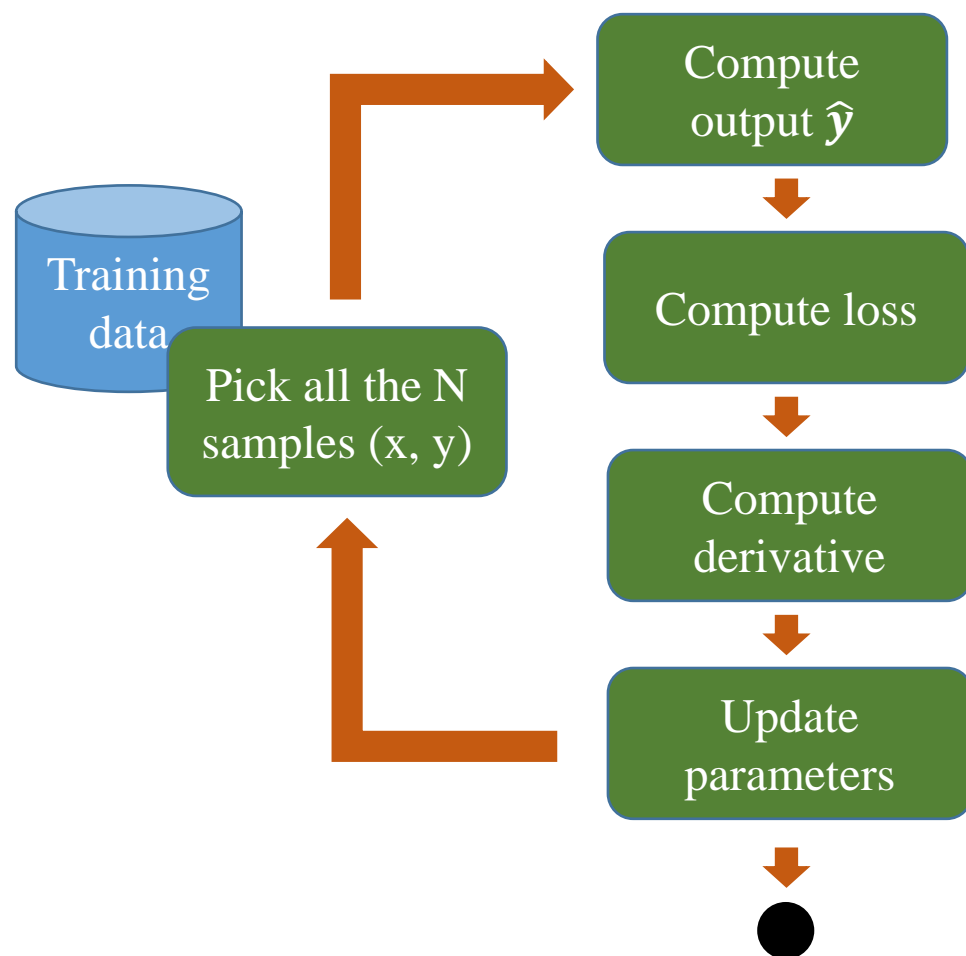 Training
data
Pick all the N
samples (x, y)
Compute
output ŷ
Compute loss
Compute
derivative
Update
parameters